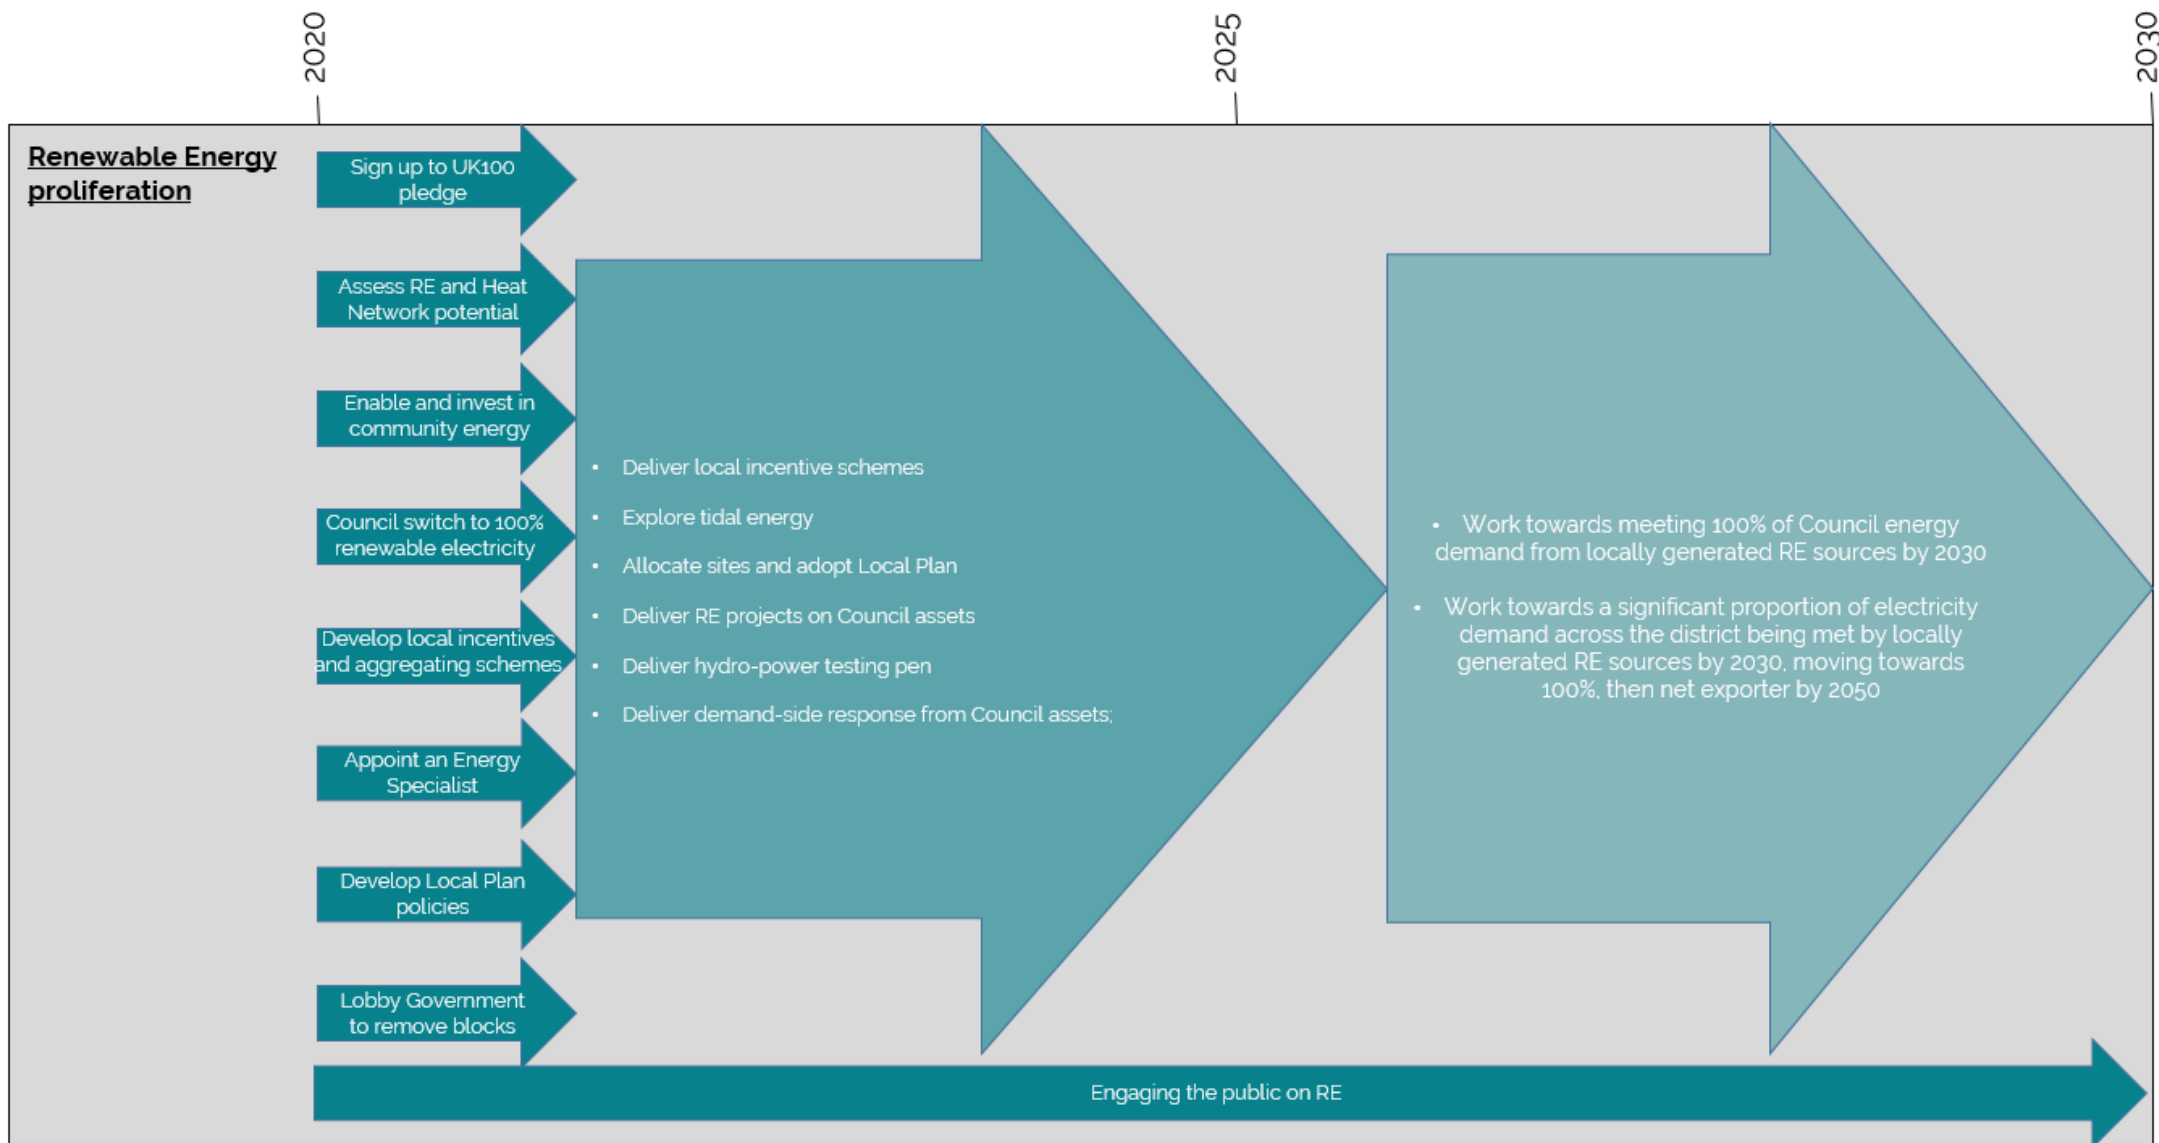 2020
2025
2030
Renewable Energy
proliferation
Sign up to UK100
pledge
Assess RE and Heat
Network potential
Enable and invest in
community energy
Council switch to 100%
renewable electricity
Develop local incentives
and aggregating schemes
Appoint an Energy
Specialist
Develop Local Plan
policies
Lobby Government
to remove blocks
• Deliver local incentive schemes
• Explore tidal energy
• Allocate sites and adopt Local Plan
• Deliver RE projects on Council assets
• Deliver hydro-power testing pen
• Deliver demand-side response from Council assets;
• Work towards meeting 100% of Council energy
demand from locally generated RE sources by 2030
• Work towards a significant proportion of electricity
demand across the district being met by locally
generated RE sources by 2030, moving towards
100%, then net exporter by 2050
Engaging the public on RE